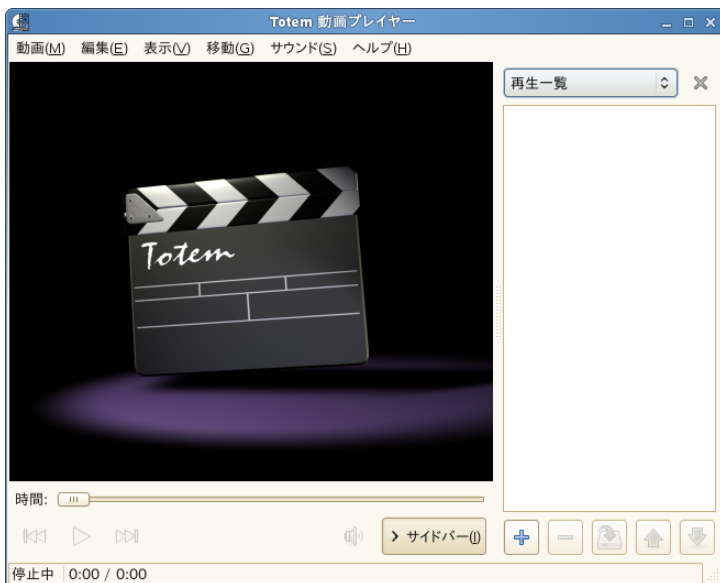 Totem 動画プレイヤー
動画(M) 編集(E) 表示(V) 移動(G) サウンド(S) ヘルプ(H)
再生一覧
Totem
時間:
サイドバー(I)
停止中 0:00 / 0:00